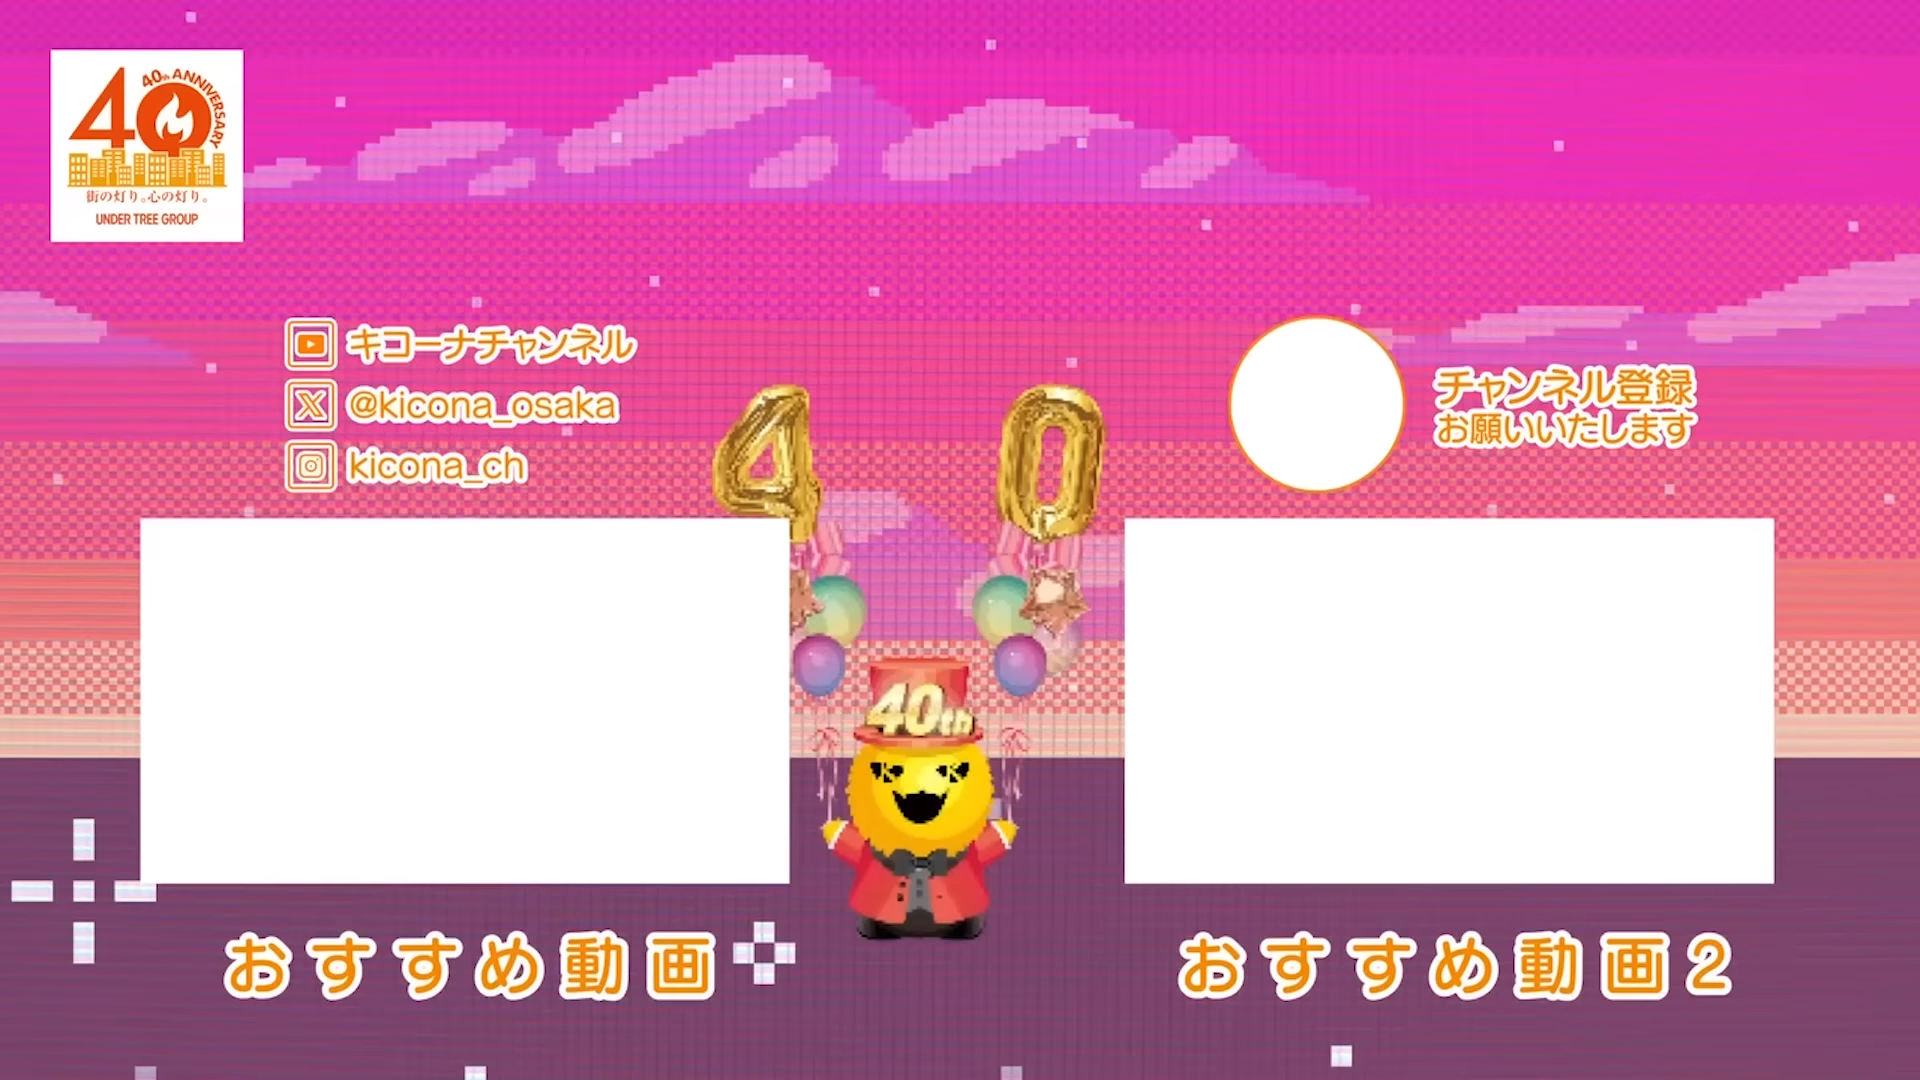 40
40th ANNIVERSARY
街の灯り。心の灯り。
UNDER TREE GROUP
キコーナチャンネル
@kicona_osaka
kicona_ch
チャンネル登録
お願いいたします
40
40th
おすすめ動画
おすすめ動画2